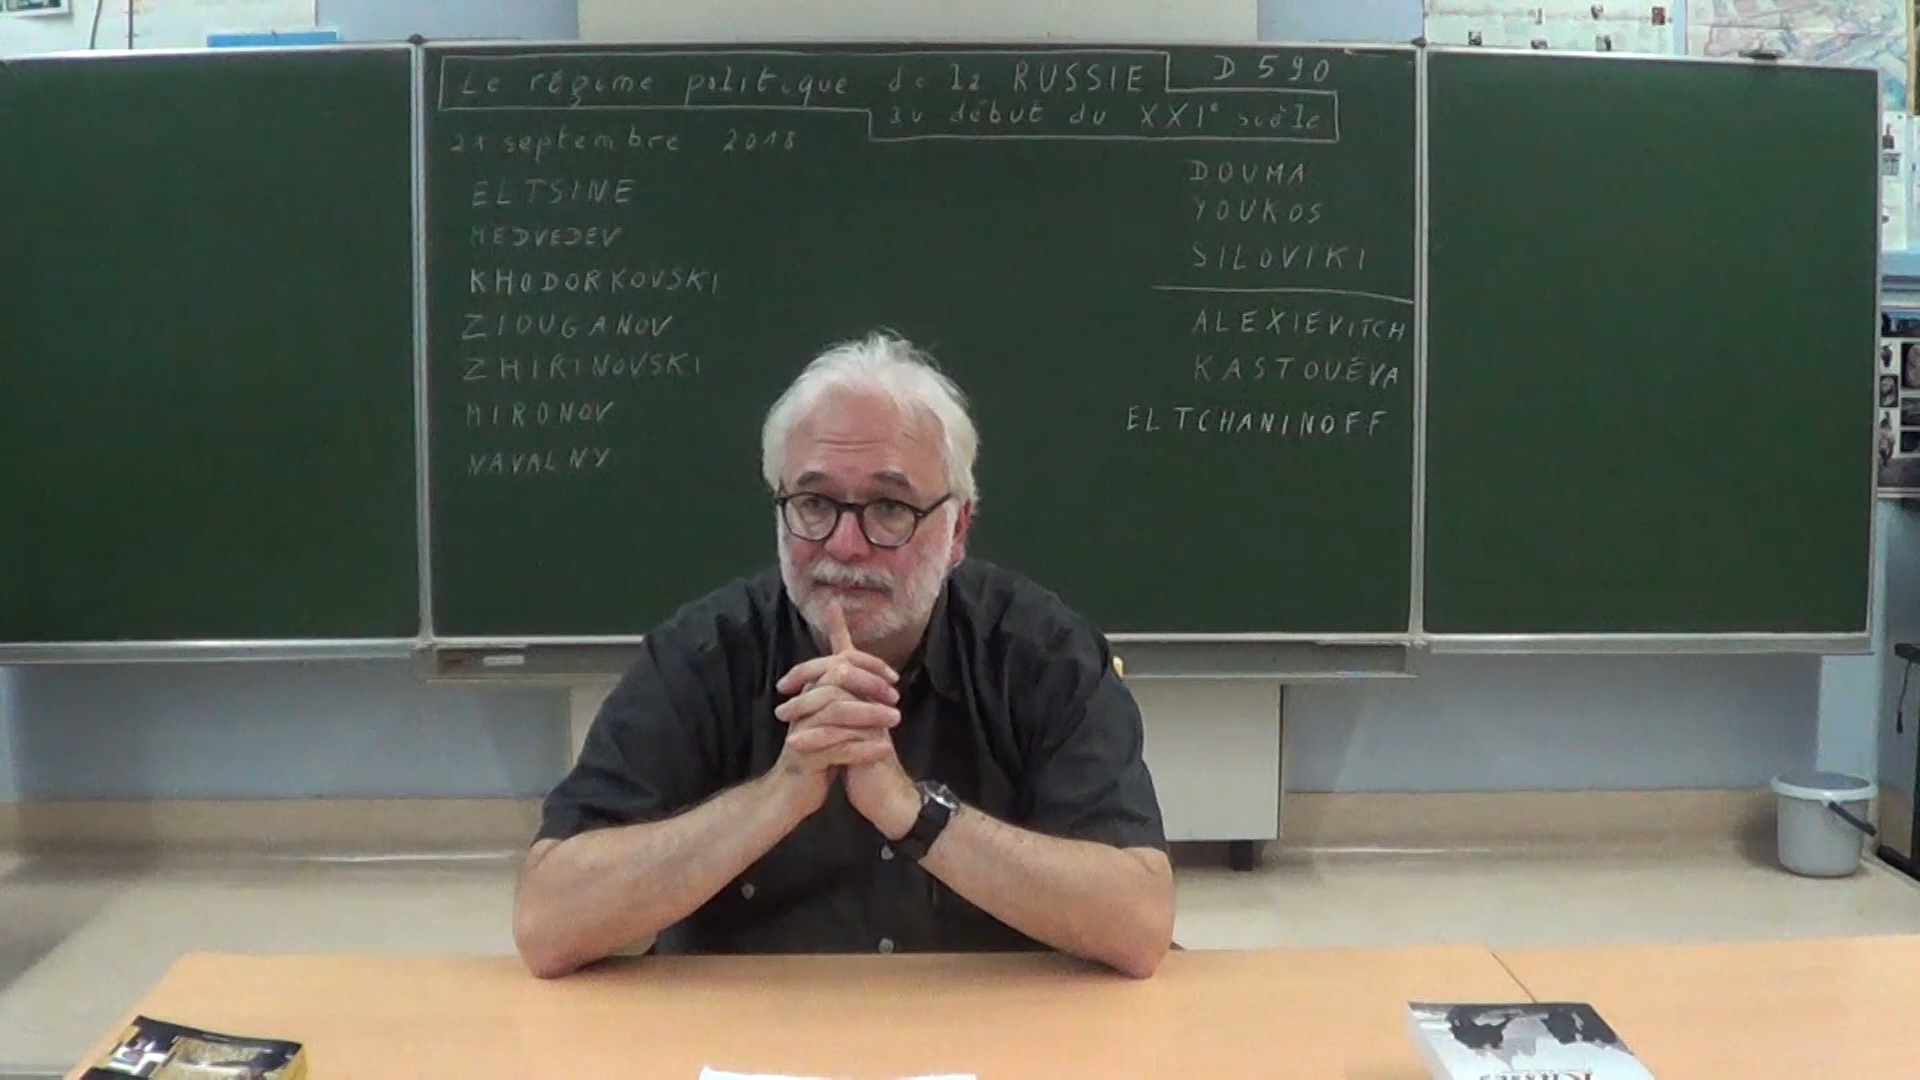 Le régime politique de la RUSSIE
au début du XXIe siècle
D 590
21 septembre 2018
ELTSINE
MEDVEDEV
KHODORKOVSKI
ZIOUGANOV
ZHIRINOVSKI
MIRONOV
NAVALNY
DOUMA
YOUKOS
SILOVIKI
ALEXIEVITCH
KASTOUÉVA
ELTCHANINOFF